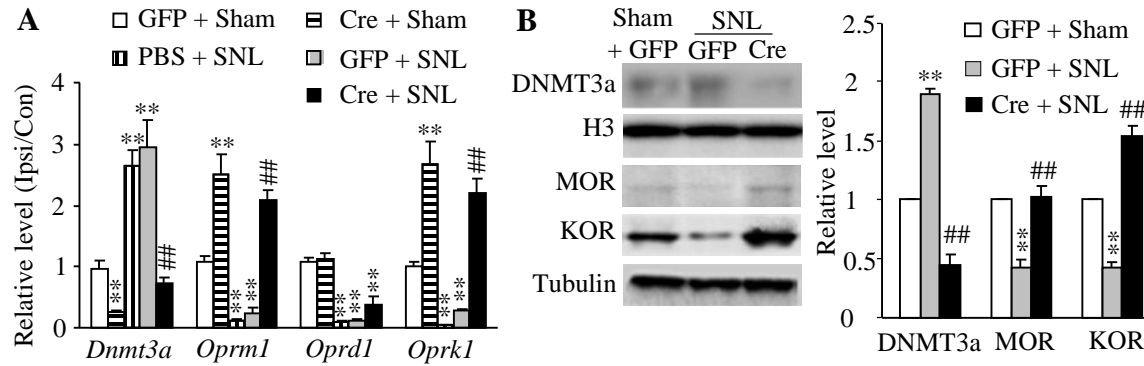 A
GFP + Sham
Cre + Sham
PBS + SNL
GFP + SNL
Cre + SNL
Relative level (Ipsi/Con)
4
3
2
1
0
**
**
**
##
**
**
**
##
**
**
**
**
**
**
##
Dnmt3a
Oprm1
Oprd1
Oprk1
B
Sham
SNL
+ GFP
GFP
Cre
DNMT3a
H3
MOR
KOR
Tubulin
GFP + Sham
GFP + SNL
Cre + SNL
Relative level
2
1.5
1
0.5
0
**
##
**
##
**
##
DNMT3a
MOR
KOR